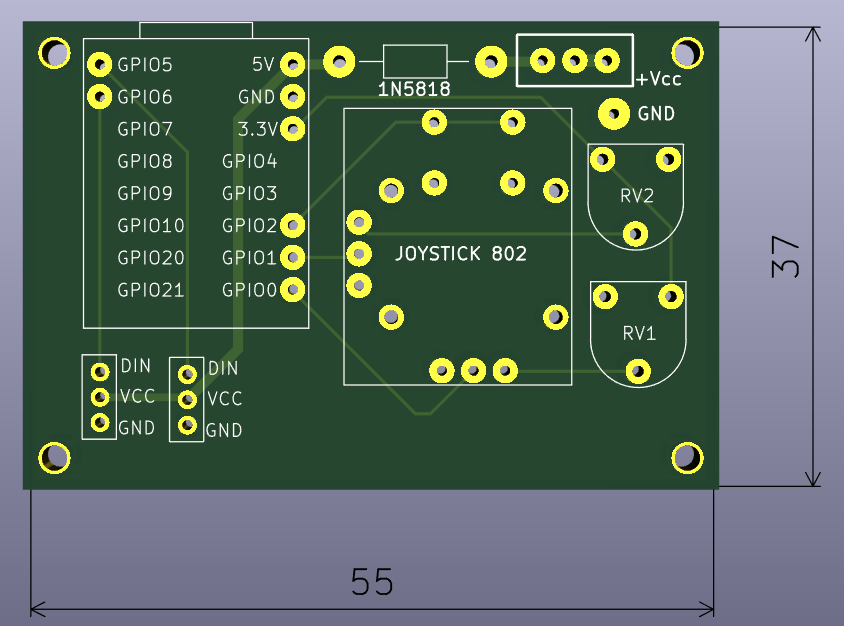 GPIO5 5V
GPIO6 GND
GPIO7 3.3V
GPIO8 GPIO4
GPIO9 GPIO3
GPIO10 GPIO2
GPIO20 GPIO1
GPIO21 GPIO0
1N5818
+Vcc
GND
RV2
JOYSTICK 802
RV1
DIN
VCC
GND
DIN
VCC
GND
37
55